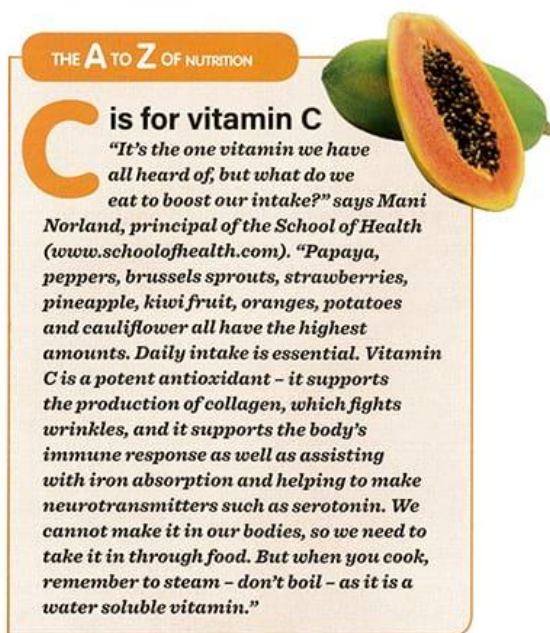 THE A TO Z OF NUTRITION
C is for vitamin C
“It’s the one vitamin we have
all heard of, but what do we
eat to boost our intake?” says Mani
Norland, principal of the School of Health
(www.schoolofhealth.com). “Papaya,
peppers, brussels sprouts, strawberries,
pineapple, kiwi fruit, oranges, potatoes
and cauliflower all have the highest
amounts. Daily intake is essential. Vitamin
C is a potent antioxidant – it supports
the production of collagen, which fights
wrinkles, and it supports the body’s
immune response as well as assisting
with iron absorption and helping to make
neurotransmitters such as serotonin. We
cannot make it in our bodies, so we need to
take it in through food. But when you cook,
remember to steam – don’t boil – as it is a
water soluble vitamin.”